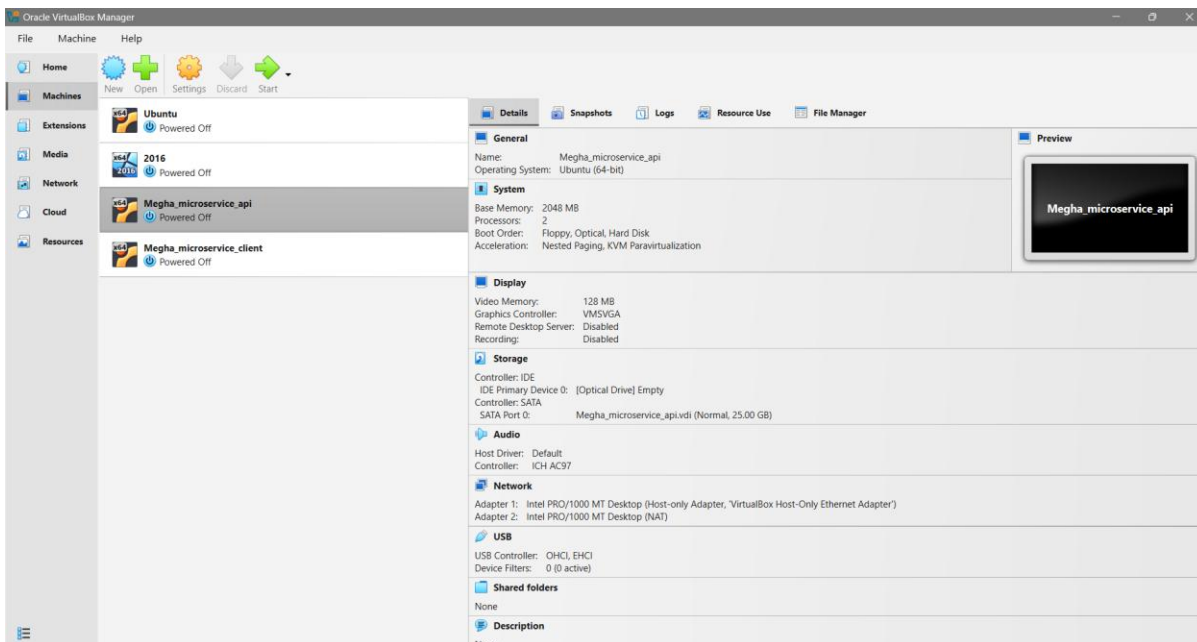 Oracle VirtualBox Manager
File Machine Help
Home
Machines
Extensions
Media
Network
Cloud
Resources
New Open Settings Discard Start
x64
Ubuntu
Powered Off
x64
2016
2016
Powered Off
x64
Megha_microservice_api
Powered Off
x64
Megha_microservice_client
Powered Off
Details Snapshots Logs Resource Use File Manager
General
Name: Megha_microservice_api
Operating System: Ubuntu (64-bit)
System
Base Memory: 2048 MB
Processors: 2
Boot Order: Floppy, Optical, Hard Disk
Acceleration: Nested Paging, KVM Paravirtualization
Preview
Megha_microservice_api
Display
Video Memory: 128 MB
Graphics Controller: VMSVGA
Remote Desktop Server: Disabled
Recording: Disabled
Storage
Controller: IDE
IDE Primary Device 0: [Optical Drive] Empty
Controller: SATA
SATA Port 0: Megha_microservice_api.vdi (Normal, 25.00 GB)
Audio
Host Driver: Default
Controller: ICH AC97
Network
Adapter 1: Intel PRO/1000 MT Desktop (Host-only Adapter, 'VirtualBox Host-Only Ethernet Adapter')
Adapter 2: Intel PRO/1000 MT Desktop (NAT)
USB
USB Controller: OHCI, EHCI
Device Filters: 0 (0 active)
Shared folders
None
Description